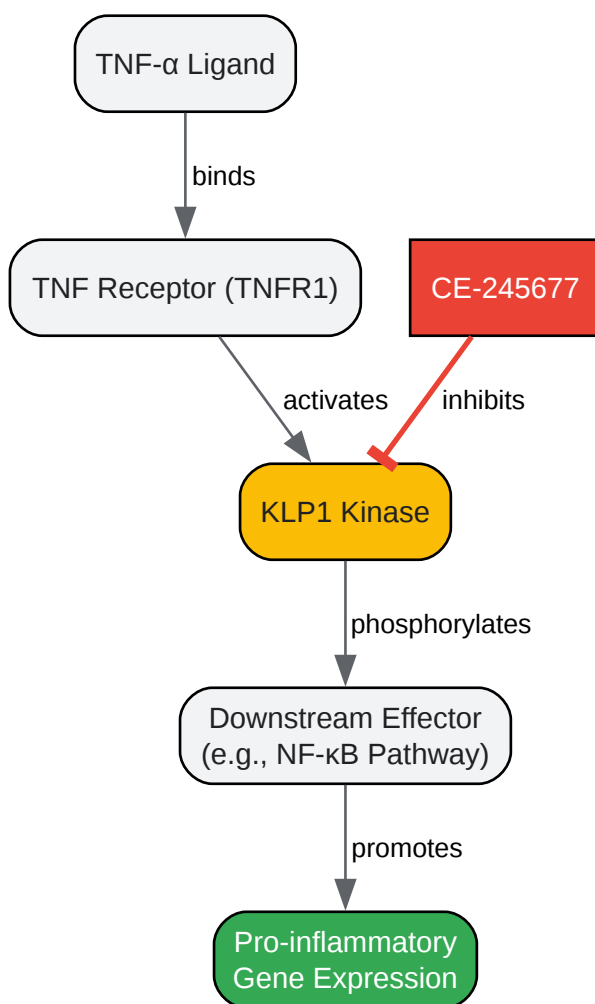 TNF-α Ligand
binds
TNF Receptor (TNFR1)
CE-245677
activates
inhibits
KLP1 Kinase
phosphorylates
Downstream Effector
(e.g., NF-κB Pathway)
promotes
Pro-inflammatory
Gene Expression